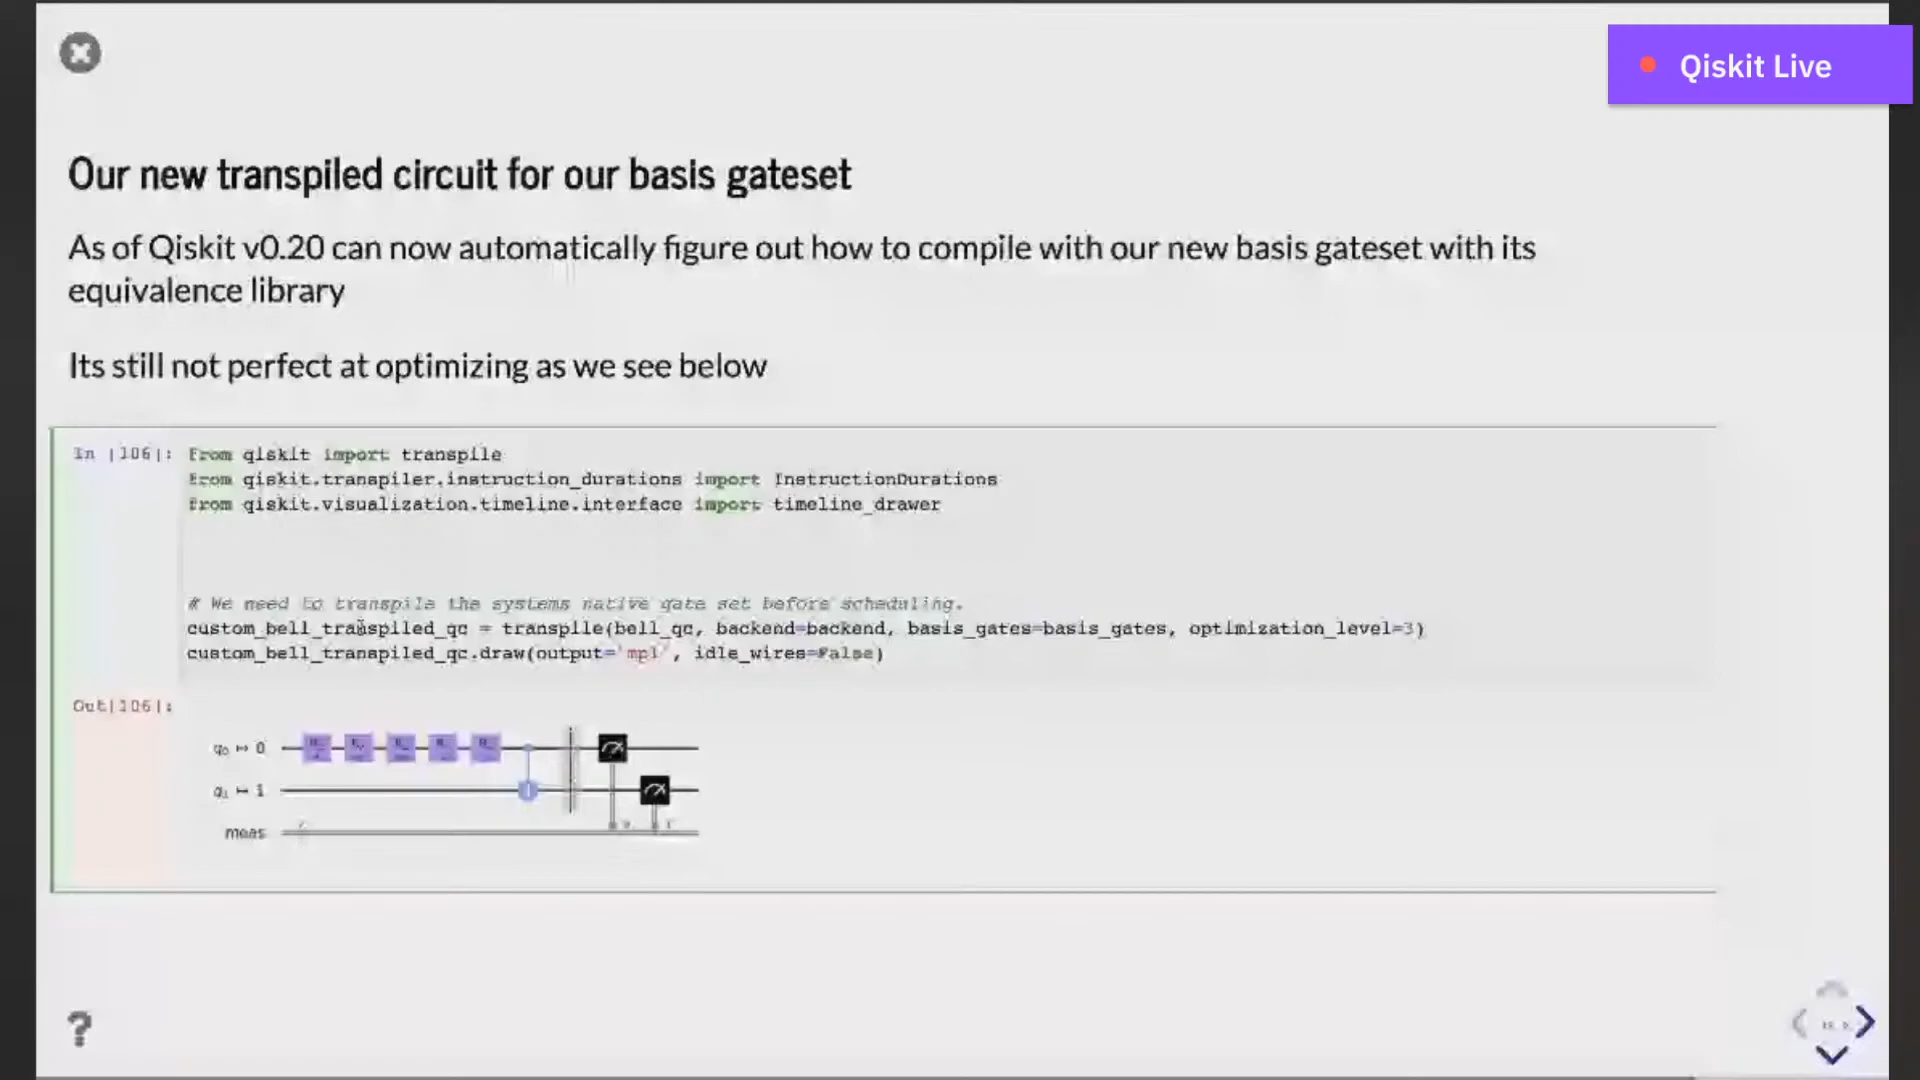 Qiskit Live
Our new transpiled circuit for our basis gateset
As of Qiskit v0.20 can now automatically figure out how to compile with our new basis gateset with its
equivalence library
Its still not perfect at optimizing as we see below
In [106]:
from qiskit import transpile
from qiskit.transpiler.instruction_durations import InstructionDurations
from qiskit.visualization.timeline.interface import timeline_drawer
# We need to transpile the systems native gate set before scheduling.
custom_bell_transpiled_qc = transpile(bell_qc, backend=backend, basis_gates=basis_gates, optimization_level=3)
custom_bell_transpiled_qc.draw(output='mpl', idle_wires=False)
Out[106]:
q0 ↦ 0
q1 ↦ 1
meas
?